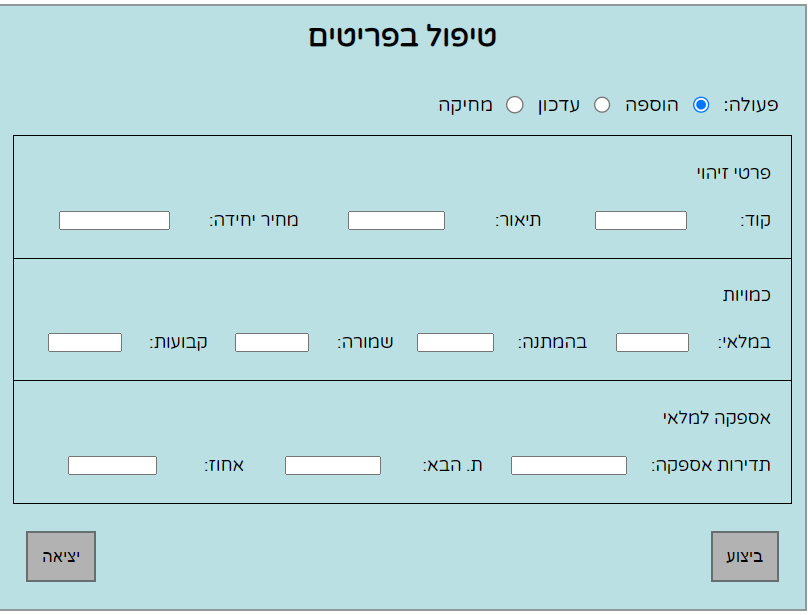 טיפול בפריטים
פעולה: הוספה עדכון מחיקה
פרטי זיהוי
קוד: תיאור: מחיר יחידה:
כמויות
במלאי: בהמתנה: שמורה: קבועות:
אספקה למלאי
תדירות אספקה: ת. הבא: אחוז:
ביצוע יציאה